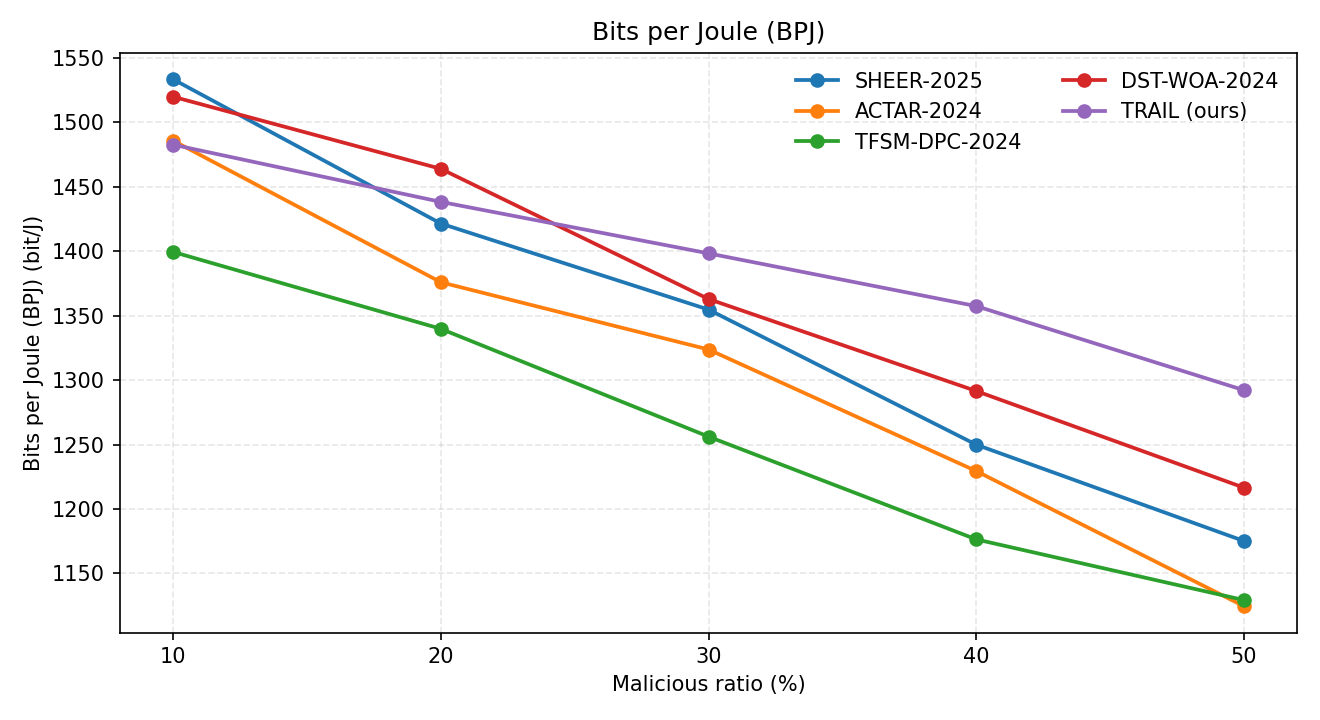 Bits per Joule (BPJ)
SHEER-2025
ACTAR-2024
TFSM-DPC-2024
DST-WOA-2024
TRAIL (ours)
Bits per Joule (BPJ) (bit/J)
1550
1500
1450
1400
1350
1300
1250
1200
1150
10 20 30 40 50
Malicious ratio (%)